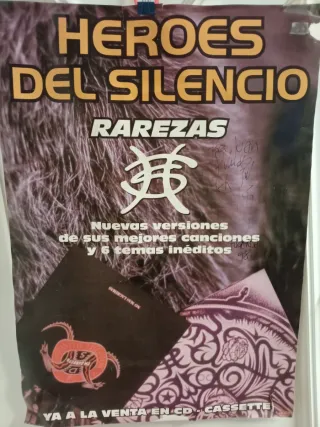 HEROES
DEL SILENCIO
RAREZAS
Nuevas versiones
de sus mejores canciones
y 6 temas inéditos
YA A LA VENTA EN CD - CASSETTE